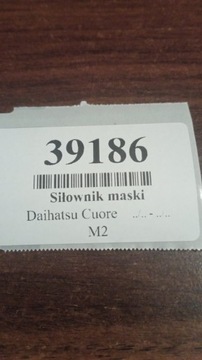 39186
Siłownik maski
Daihatsu Cuore ../.. - ../..
M2